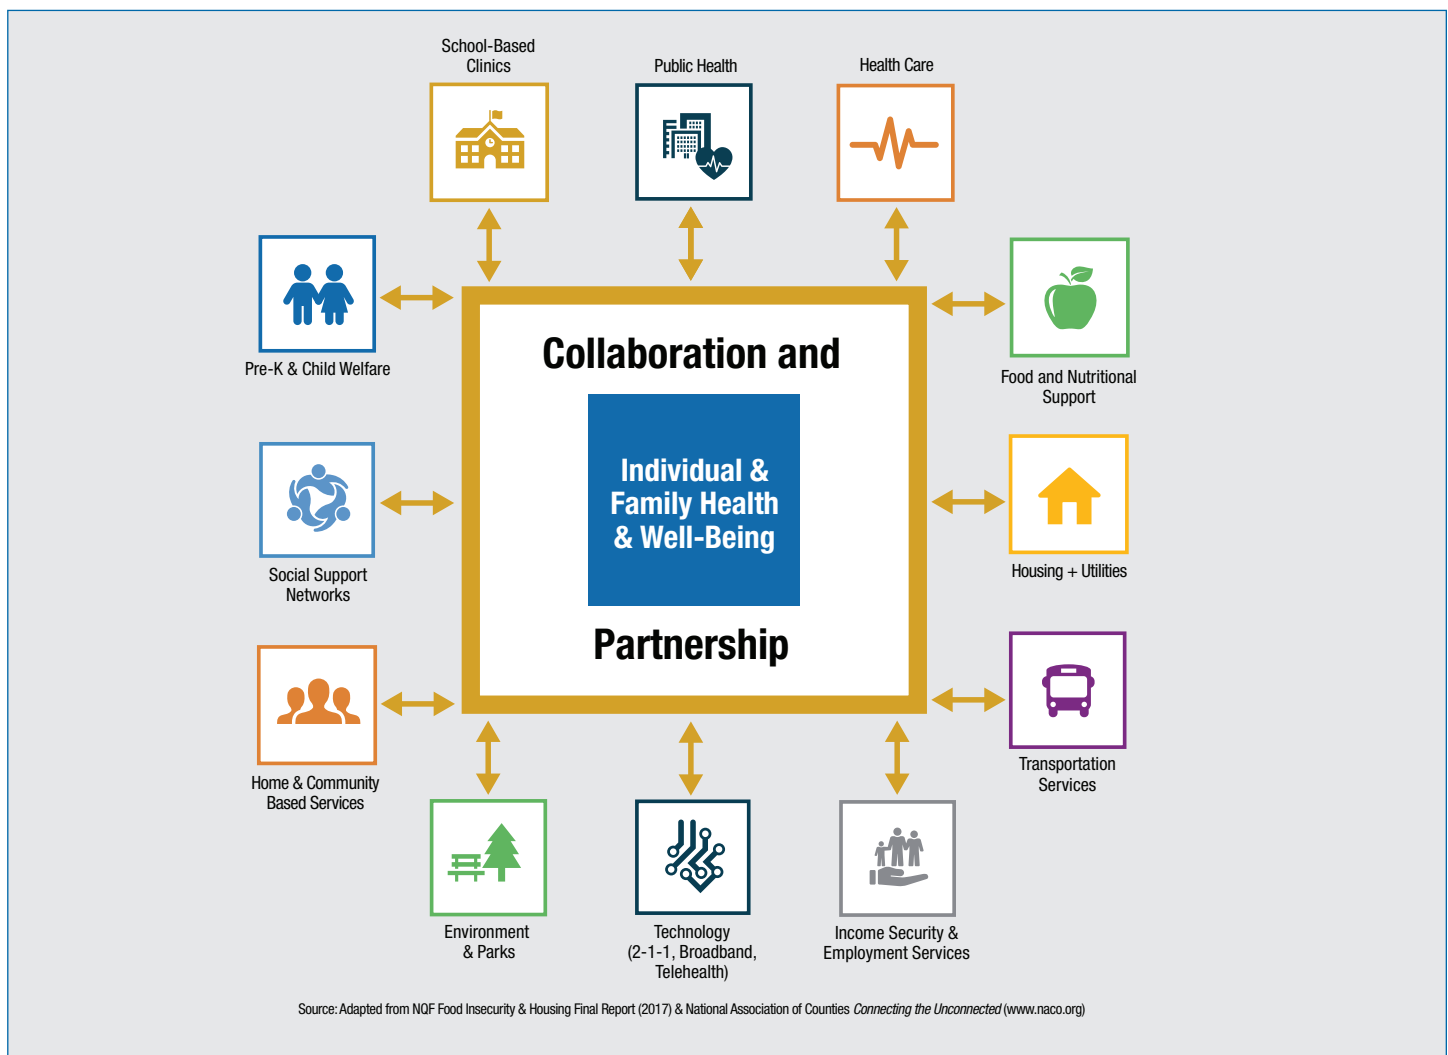 School-Based
Clinics
Public Health
Health Care
Pre-K & Child Welfare
Food and Nutritional
Support
Collaboration and
Individual &
Family Health
& Well-Being
Partnership
Social Support
Networks
Housing + Utilities
Home & Community
Based Services
Transportation
Services
Environment
& Parks
Technology
(2-1-1, Broadband,
Telehealth)
Income Security &
Employment Services
Source: Adapted from NQF Food Insecurity & Housing Final Report (2017) & National Association of Counties Connecting the Unconnected (www.naco.org)